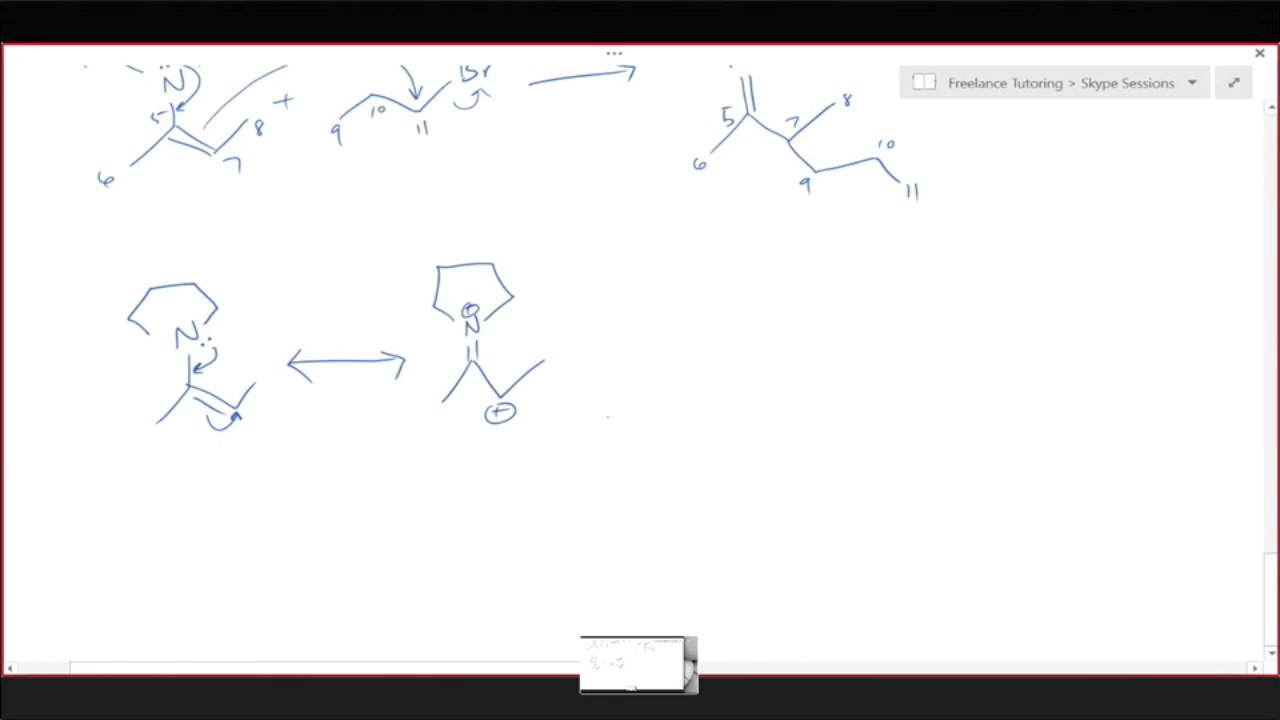 Freelance Tutoring > Skype Sessions
N Br
5 8 + 10
9 11
6 7
5 7 8
6 10
9 11
N
⊕
N
⊕